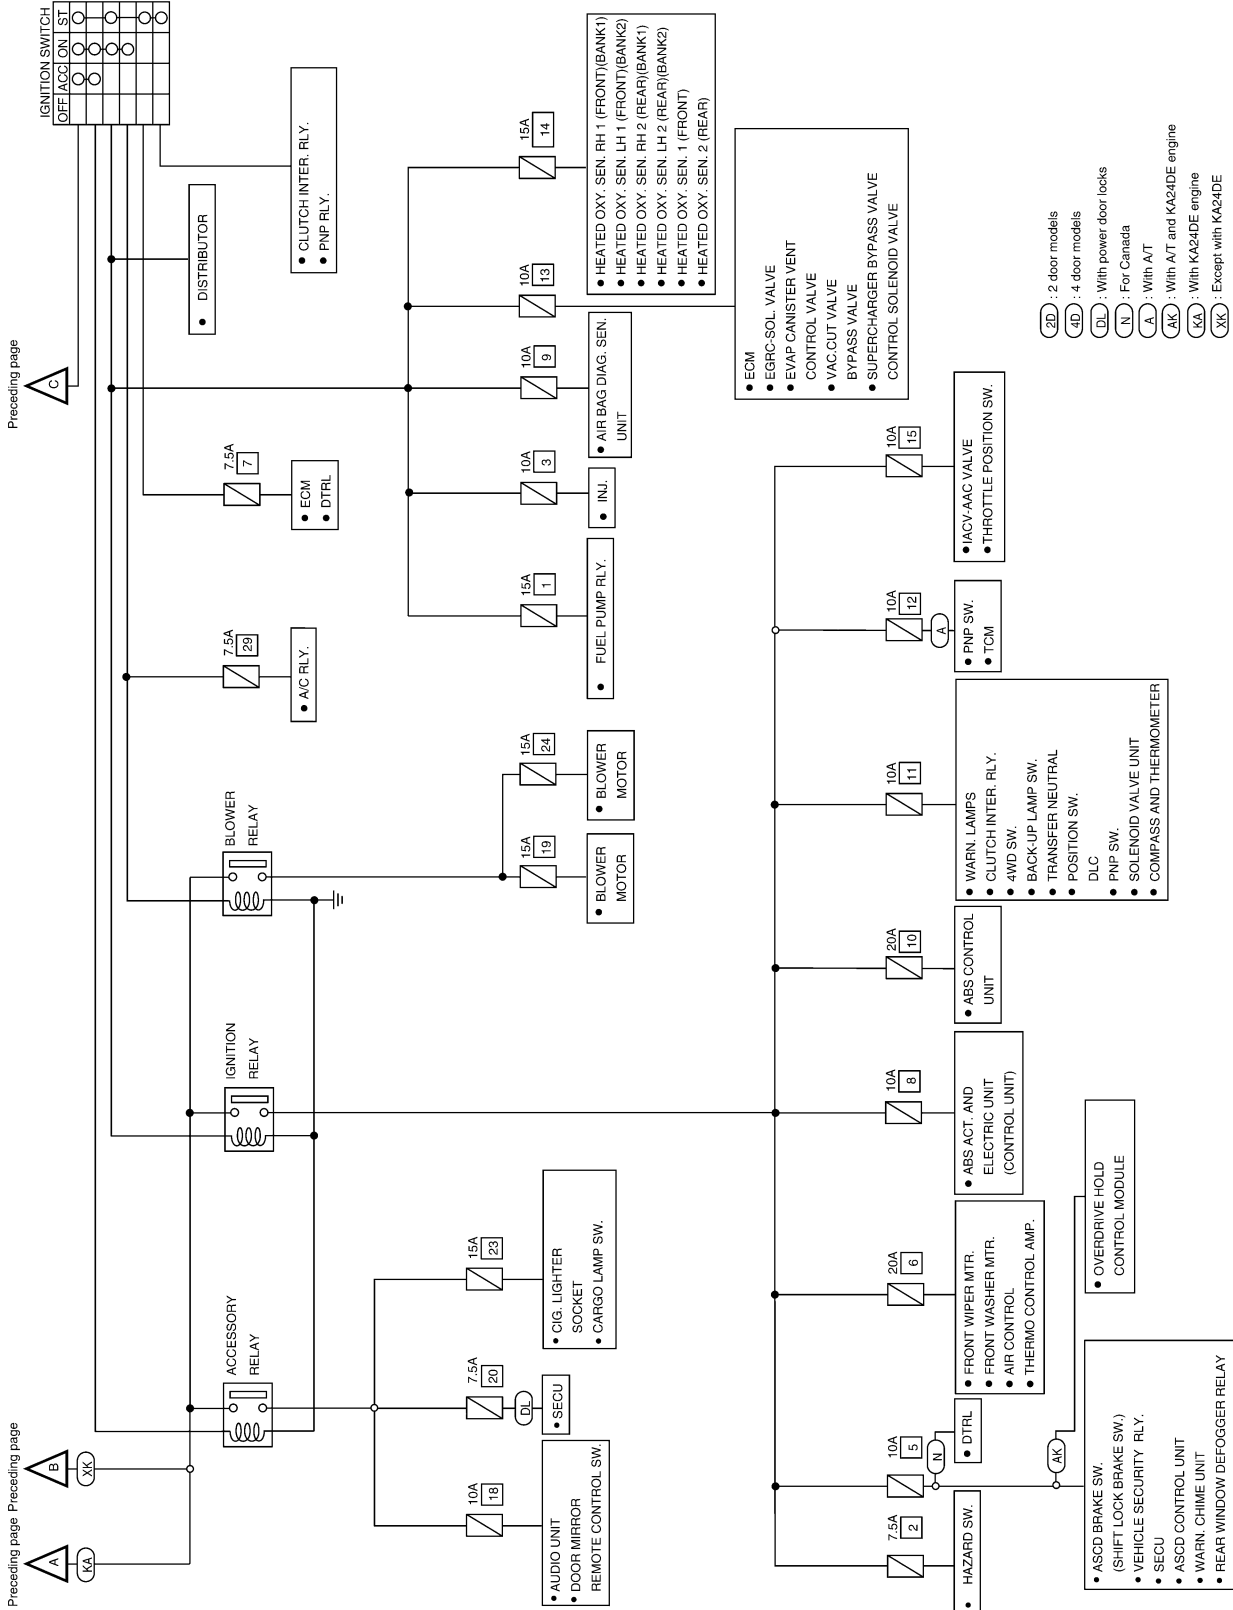 Preceding page
Preceding page
Preceding page
A
B
C
KA
XK
IGNITION SWITCH
OFF ACC ON ST
ACCESSORY
RELAY
IGNITION
RELAY
BLOWER
RELAY
7.5A
29
• A/C RLY.
7.5A
7
• ECM
• DTRL
• DISTRIBUTOR
• CLUTCH INTER. RLY.
• PNP RLY.
10A
18
• AUDIO UNIT
• DOOR MIRROR
REMOTE CONTROL SW.
7.5A
20
DL
• SECU
15A
23
• CIG. LIGHTER
SOCKET
• CARGO LAMP SW.
15A
19
• BLOWER
MOTOR
15A
24
• BLOWER
MOTOR
15A
1
• FUEL PUMP RLY.
10A
3
• INJ.
10A
9
• AIR BAG DIAG. SEN.
UNIT
10A
13
• ECM
• EGRC-SOL. VALVE
• EVAP CANISTER VENT
CONTROL VALVE
• VAC.CUT VALVE
BYPASS VALVE
• SUPERCHARGER BYPASS VALVE
CONTROL SOLENOID VALVE
15A
14
• HEATED OXY. SEN. RH 1 (FRONT)(BANK1)
• HEATED OXY. SEN. LH 1 (FRONT)(BANK2)
• HEATED OXY. SEN. RH 2 (REAR)(BANK1)
• HEATED OXY. SEN. LH 2 (REAR)(BANK2)
• HEATED OXY. SEN. 1 (FRONT)
• HEATED OXY. SEN. 2 (REAR)
7.5A
2
• HAZARD SW.
10A
5
N
• DTRL
AK
• OVERDRIVE HOLD
CONTROL MODULE
• ASCD BRAKE SW.
(SHIFT LOCK BRAKE SW.)
• VEHICLE SECURITY RLY.
• SECU
• ASCD CONTROL UNIT
• WARN. CHIME UNIT
• REAR WINDOW DEFOGGER RELAY
20A
6
• FRONT WIPER MTR.
• FRONT WASHER MTR.
• AIR CONTROL
• THERMO CONTROL AMP.
10A
8
• ABS ACT. AND
ELECTRIC UNIT
(CONTROL UNIT)
20A
10
• ABS CONTROL
UNIT
10A
11
• WARN. LAMPS
• CLUTCH INTER. RLY.
• 4WD SW.
• BACK-UP LAMP SW.
• TRANSFER NEUTRAL
• POSITION SW.
DLC
• PNP SW.
• SOLENOID VALVE UNIT
• COMPASS AND THERMOMETER
10A
12
A
• PNP SW.
• TCM
10A
15
• IACV-AAC VALVE
• THROTTLE POSITION SW.
2D : 2 door models
4D : 4 door models
DL : With power door locks
N : For Canada
A : With A/T
AK : With A/T and KA24DE engine
KA : With KA24DE engine
XK : Except with KA24DE